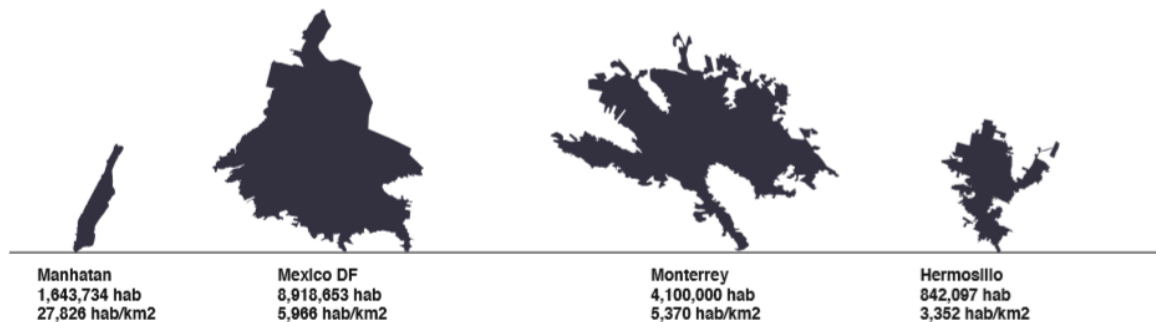 Manhatan
1,643,734 hab
27,826 hab/km2
Mexico DF
8,918,653 hab
5,966 hab/km2
Monterrey
4,100,000 hab
5,370 hab/km2
Hermosillo
842,097 hab
3,352 hab/km2